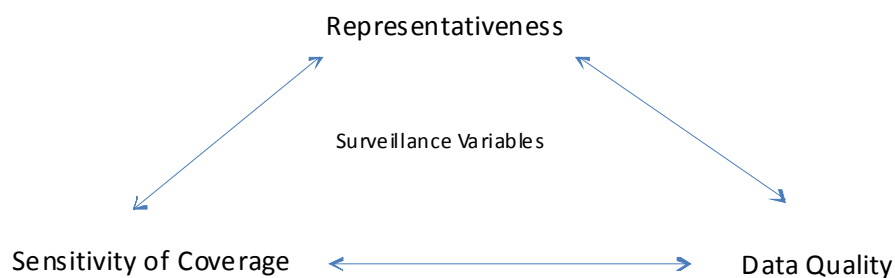 Representativeness
Surveillance Variables
Sensitivity of Coverage
Data Quality